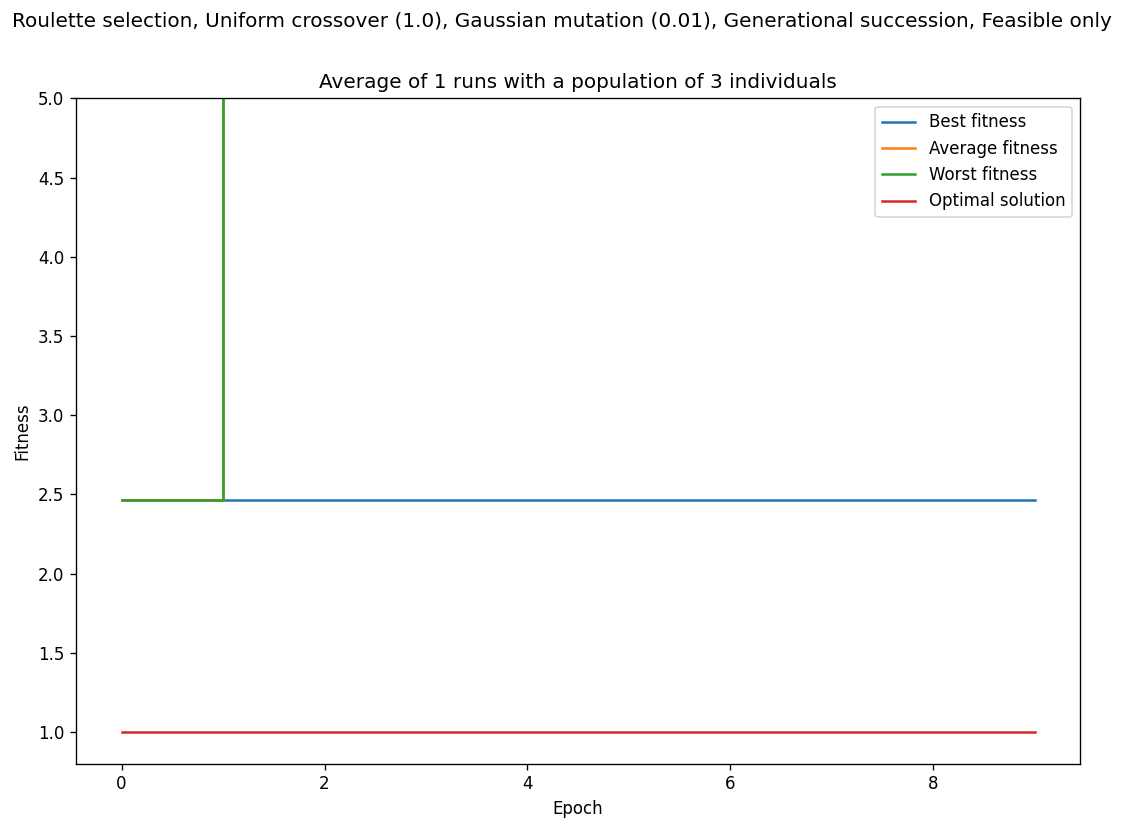 Roulette selection, Uniform crossover (1.0), Gaussian mutation (0.01), Generational succession, Feasible only
Average of 1 runs with a population of 3 individuals
5.0
4.5
4.0
3.5
3.0
2.5
2.0
1.5
1.0
Fitness
Best fitness
Average fitness
Worst fitness
Optimal solution
0 2 4 6 8
Epoch